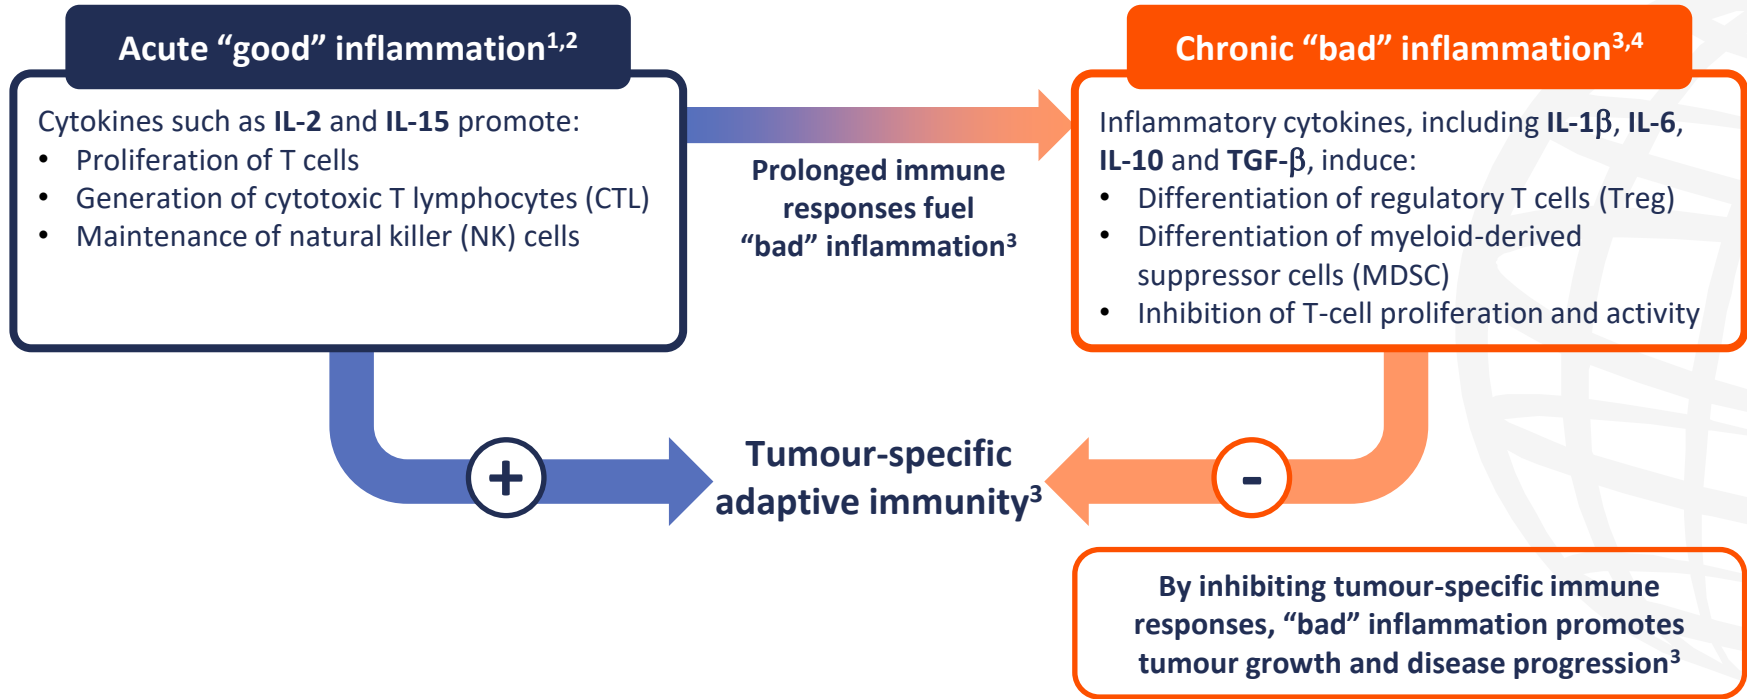 Acute “good” inflammation1,2
Cytokines such as IL-2 and IL-15 promote:
• Proliferation of T cells
• Generation of cytotoxic T lymphocytes (CTL)
• Maintenance of natural killer (NK) cells
Prolonged immune
responses fuel
“bad” inflammation3
Chronic “bad” inflammation3,4
Inflammatory cytokines, including IL-1β, IL-6,
IL-10 and TGF-β, induce:
• Differentiation of regulatory T cells (Treg)
• Differentiation of myeloid-derived
suppressor cells (MDSC)
• Inhibition of T-cell proliferation and activity
+
Tumour-specific
adaptive immunity3
-
By inhibiting tumour-specific immune
responses, “bad” inflammation promotes
tumour growth and disease progression3